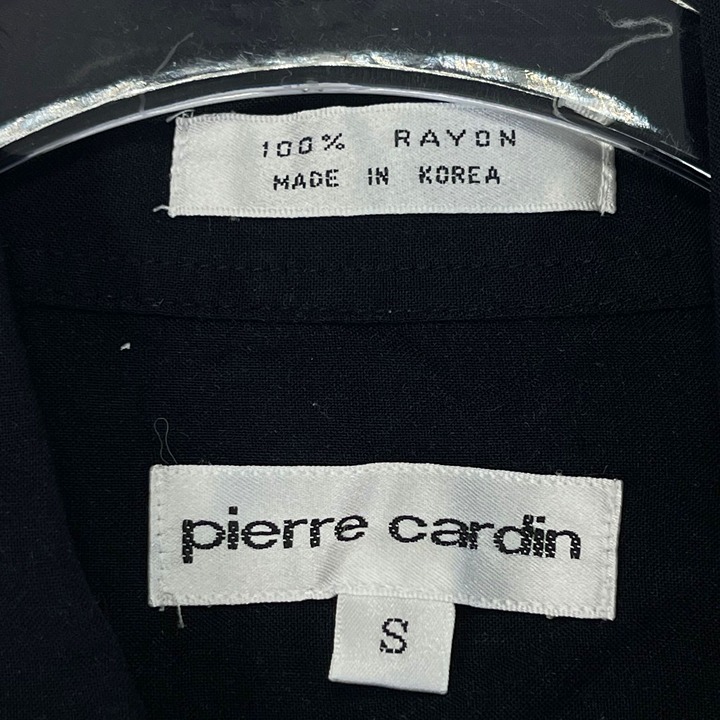 100% RAYON
MADE IN KOREA
pierre cardin
S